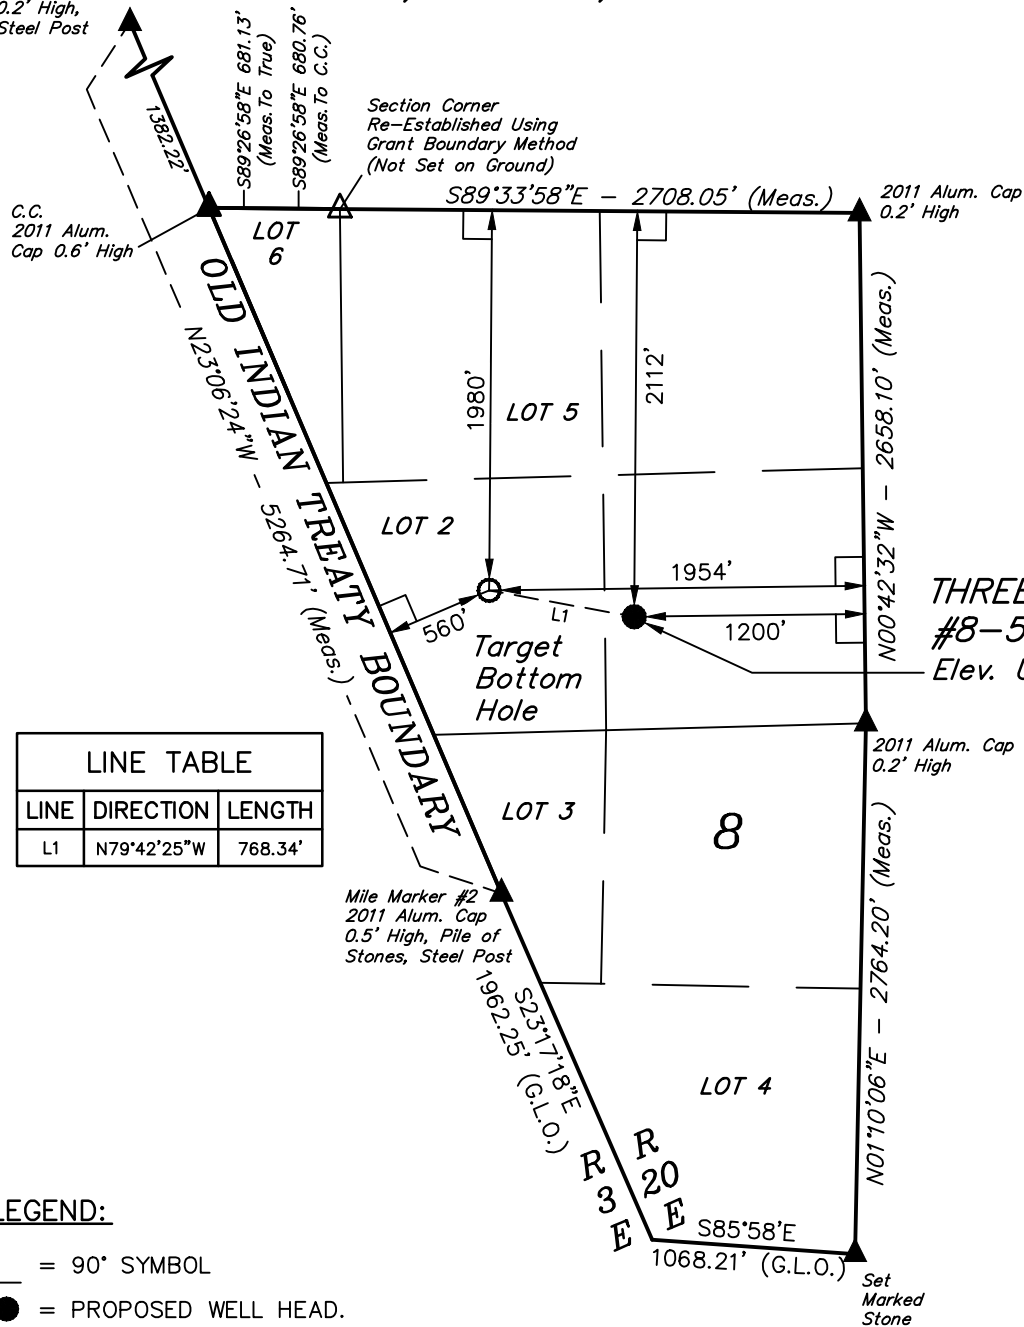 0.2' High,
Steel Post
1382.22'
S89°26'58"E 681.13'
(Meas. To True)
S89°26'58"E 680.76'
(Meas. To C.C.)
Section Corner
Re-Established Using
Grant Boundary Method
(Not Set on Ground)
S89°33'58"E - 2708.05' (Meas.)
2011 Alum. Cap
0.2' High
C.C.
2011 Alum.
Cap 0.6' High
LOT
6
OLD INDIAN TREATY BOUNDARY
N23°06'24"W - 5264.71' (Meas.)
1980'
LOT 5
2112'
N00°42'32"W - 2658.10' (Meas.)
LOT 2
1954'
560'
L1
1200'
Target
Bottom
Hole
THREE
#8-5
Elev.
LINE TABLE
LINE DIRECTION LENGTH
L1 N79°42'25"W 768.34'
2011 Alum. Cap
0.2' High
LOT 3
8
Mile Marker #2
2011 Alum. Cap
0.5' High, Pile of
Stones, Steel Post
N01°10'06"E - 2764.20' (Meas.)
S23°17'18"E
1962.25' (G.L.O.)
LOT 4
R
3
E
R
20
E
S85°58'E
1068.21' (G.L.O.)
Set
Marked
Stone
LEGEND:
= 90° SYMBOL
= PROPOSED WELL HEAD.